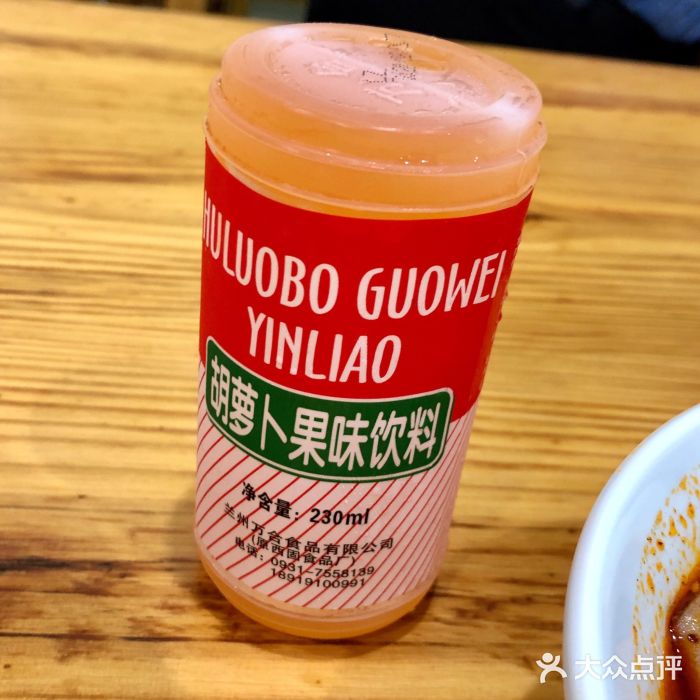 HULUOBO GUOWEI
YINLIAO
胡萝卜果味饮料
净含量：230ml
兰州万合食品有限公司
（原西固食品厂）
电话：0931-7558139
18919100991
大众点评